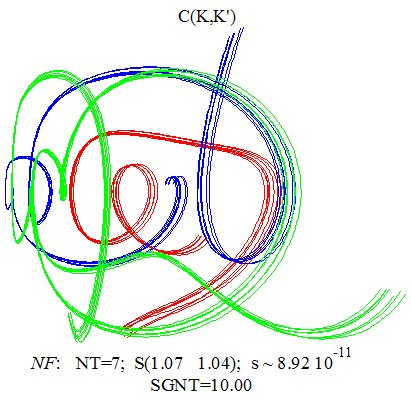 C(K,K')
NF: NT=7; S(1.07 1.04); s ~ 8.92 10^-11
SGNT=10.00